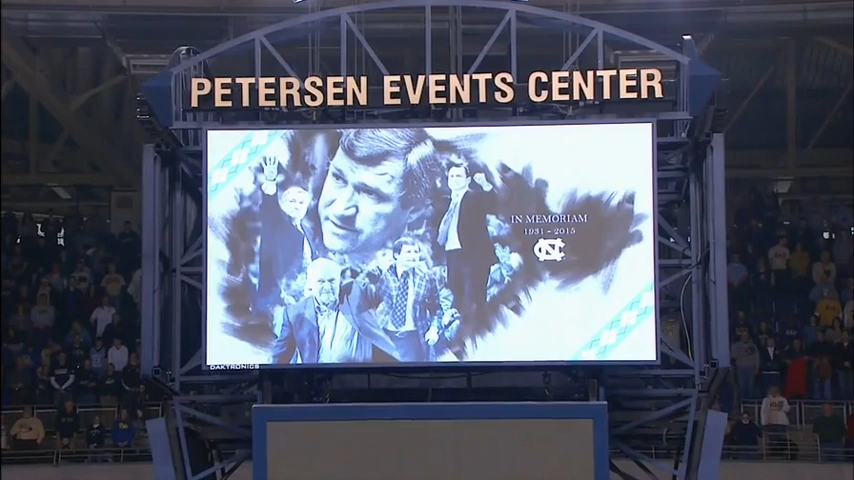 PETERSEN EVENTS CENTER
IN MEMORIAM
1931 - 2015
NC
DAKTRONICS